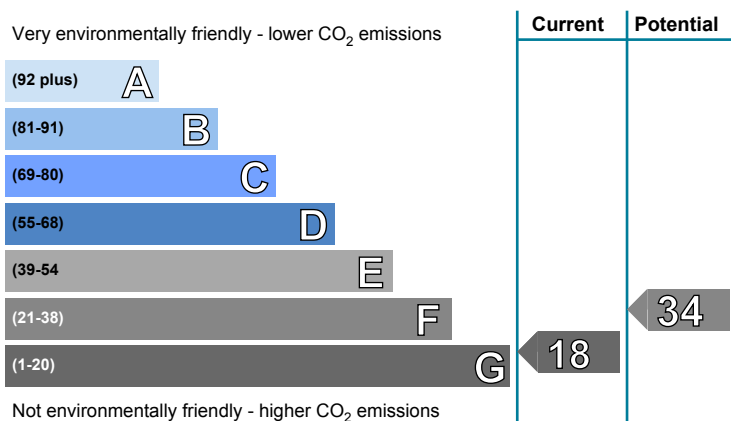 Very environmentally friendly - lower CO₂ emissions
Current
Potential
(92 plus) A
(81-91) B
(69-80) C
(55-68) D
(39-54 E
(21-38) F
34
(1-20) G
18
Not environmentally friendly - higher CO₂ emissions